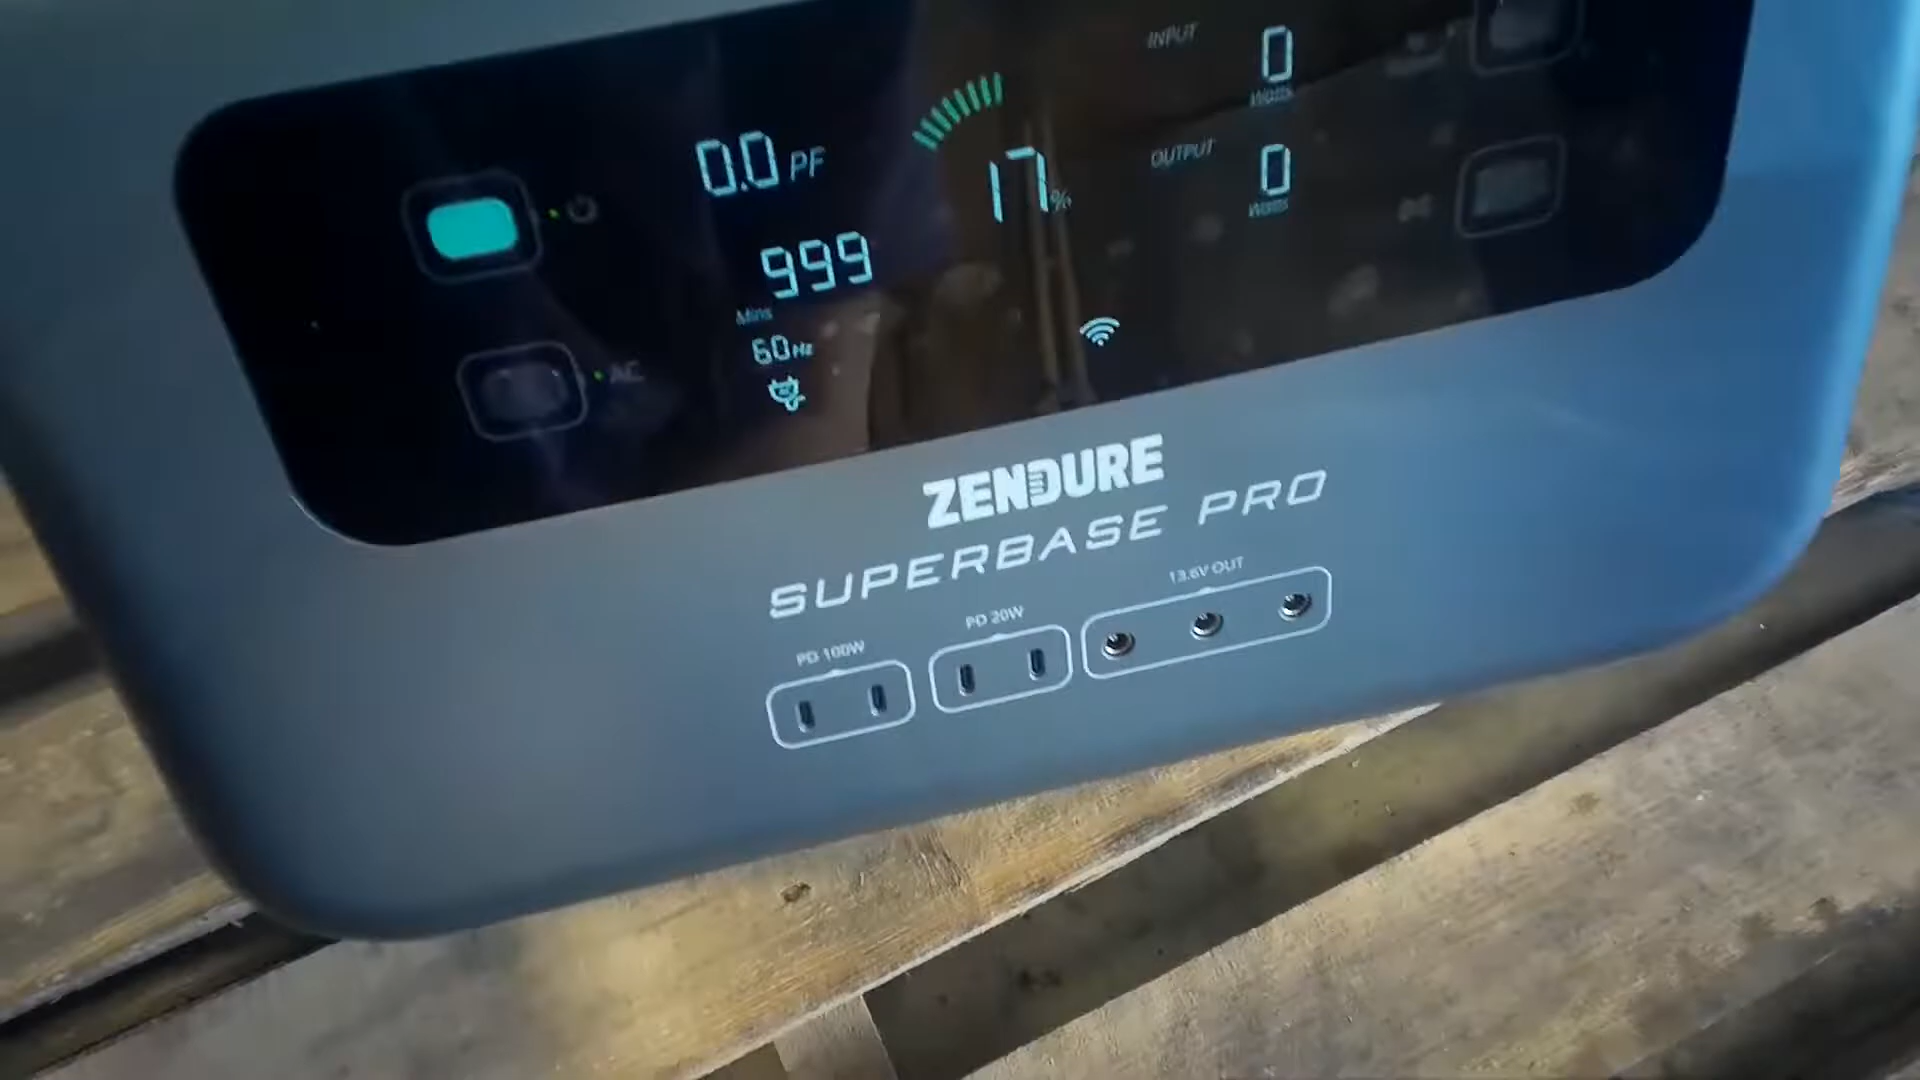 INPUT
0
Watts
0.0 PF
17%
OUTPUT
0
Watts
999
Mins
60Hz
AC
DC
ZENDURE
SUPERBASE PRO
PD 100W
PD 20W
13.6V OUT